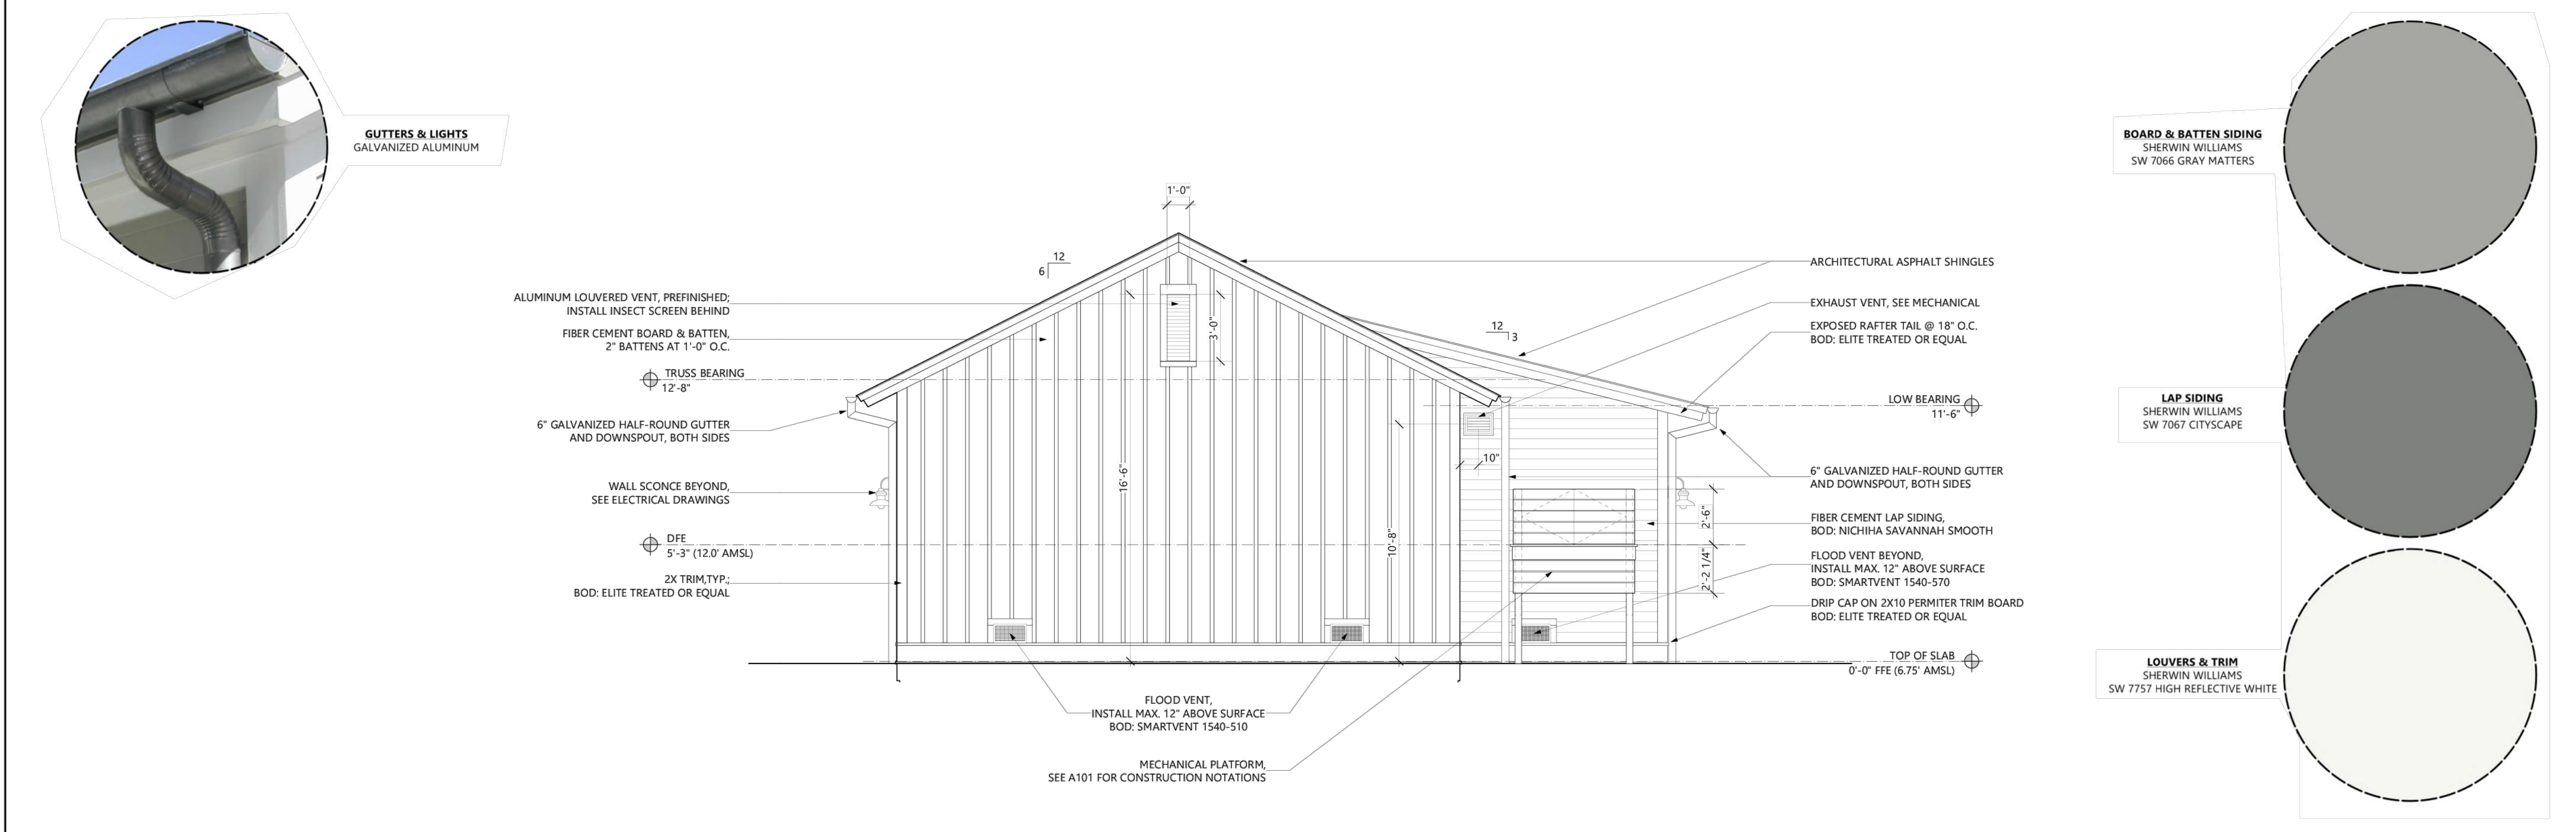 GUTTERS & LIGHTS
GALVANIZED ALUMINUM
1'-0"
12
6
ALUMINUM LOUVERED VENT, PREFINISHED;
INSTALL INSECT SCREEN BEHIND
FIBER CEMENT BOARD & BATTEN,
2" BATTENS AT 1'-0" O.C.
TRUSS BEARING
12'-8"
6" GALVANIZED HALF-ROUND GUTTER
AND DOWNSPOUT, BOTH SIDES
WALL SCONCE BEYOND,
SEE ELECTRICAL DRAWINGS
DFE
5'-3" (12.0' AMSL)
2X TRIM,TYP.;
BOD: ELITE TREATED OR EQUAL
3'-0"
16'-6"
10'-8"
10"
12
3
2'-6"
2'-2 1/4"
FLOOD VENT,
INSTALL MAX. 12" ABOVE SURFACE
BOD: SMARTVENT 1540-510
MECHANICAL PLATFORM,
SEE A101 FOR CONSTRUCTION NOTATIONS
ARCHITECTURAL ASPHALT SHINGLES
EXHAUST VENT, SEE MECHANICAL
EXPOSED RAFTER TAIL @ 18" O.C.
BOD: ELITE TREATED OR EQUAL
LOW BEARING
11'-6"
6" GALVANIZED HALF-ROUND GUTTER
AND DOWNSPOUT, BOTH SIDES
FIBER CEMENT LAP SIDING,
BOD: NICHIHA SAVANNAH SMOOTH
FLOOD VENT BEYOND,
INSTALL MAX. 12" ABOVE SURFACE
BOD: SMARTVENT 1540-570
DRIP CAP ON 2X10 PERMITER TRIM BOARD
BOD: ELITE TREATED OR EQUAL
TOP OF SLAB
0'-0" FFE (6.75' AMSL)
BOARD & BATTEN SIDING
SHERWIN WILLIAMS
SW 7066 GRAY MATTERS
LAP SIDING
SHERWIN WILLIAMS
SW 7067 CITYSCAPE
LOUVERS & TRIM
SHERWIN WILLIAMS
SW 7757 HIGH REFLECTIVE WHITE